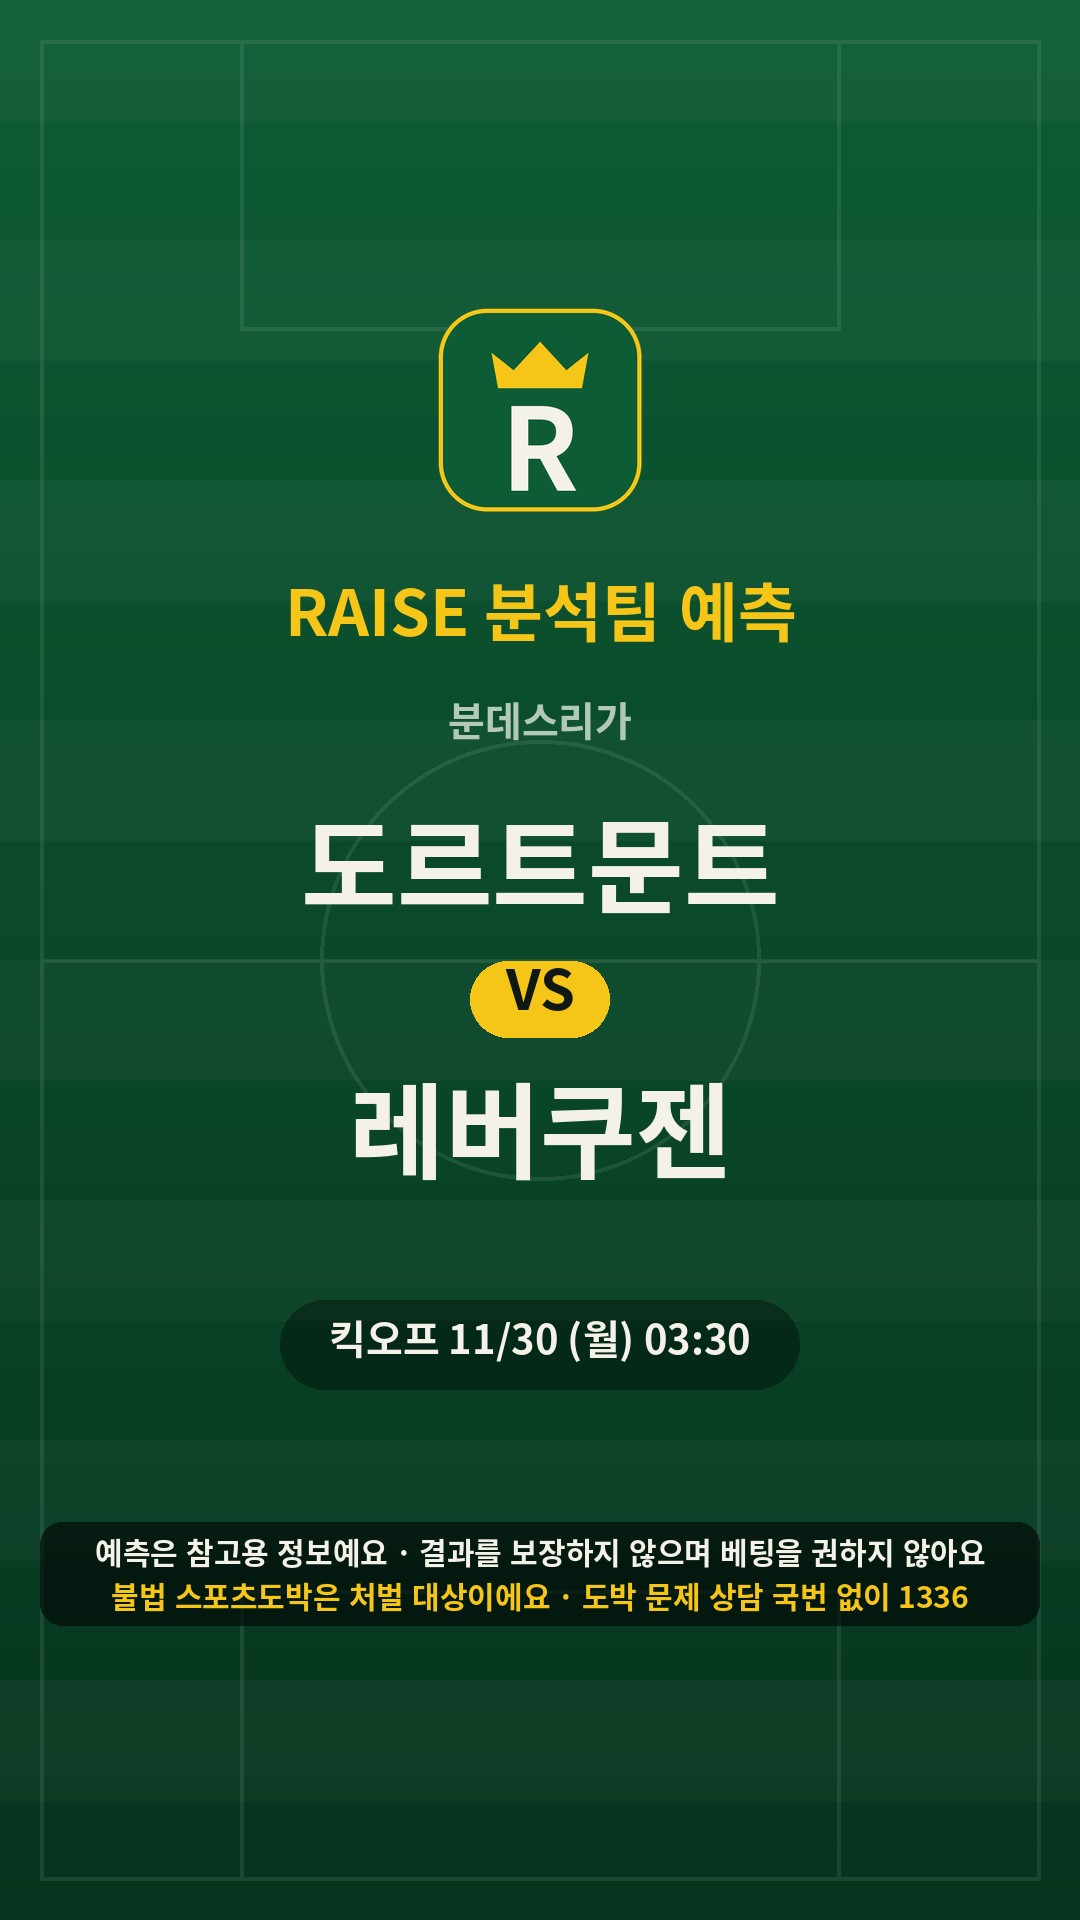 R
RAISE 분석팀 예측
분데스리가
도르트문트
VS
레버쿠젠
킥오프 11/30 (월) 03:30
예측은 참고용 정보예요 · 결과를 보장하지 않으며 베팅을 권하지 않아요
불법 스포츠도박은 처벌 대상이에요 · 도박 문제 상담 국번 없이 1336